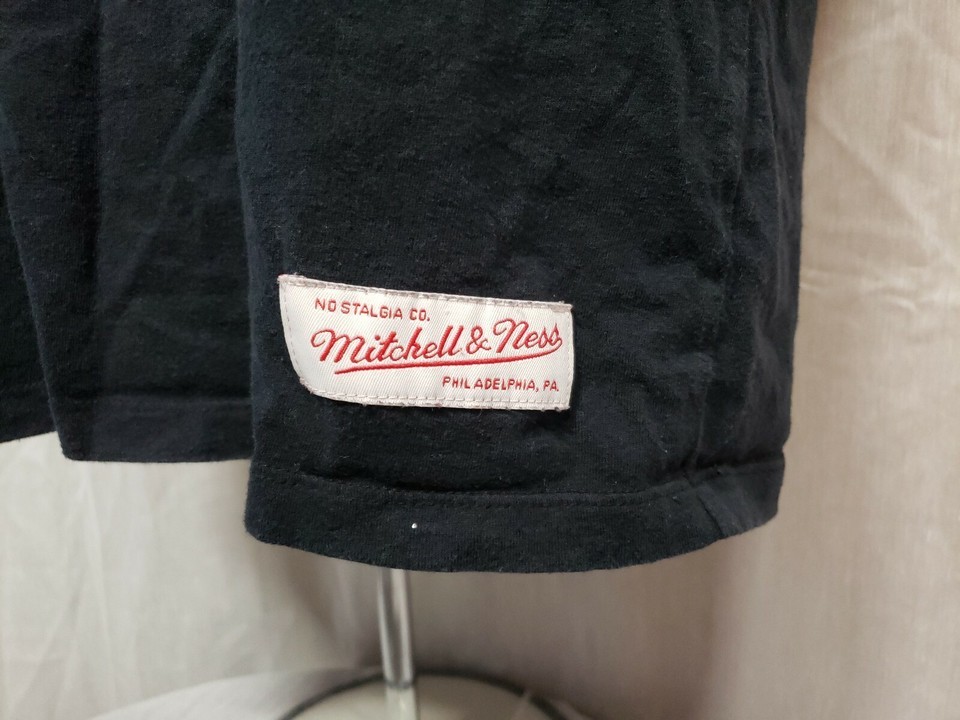 NOSTALGIA CO.
Mitchell & Ness
PHILADELPHIA, PA.